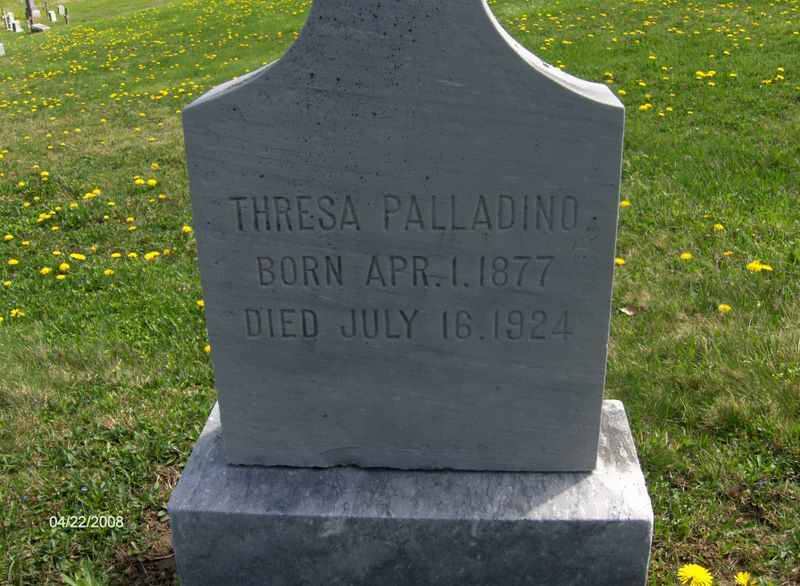 THRESA PALLADINO
BORN APR. 1. 1877
DIED JULY 16. 1924
04/22/2008